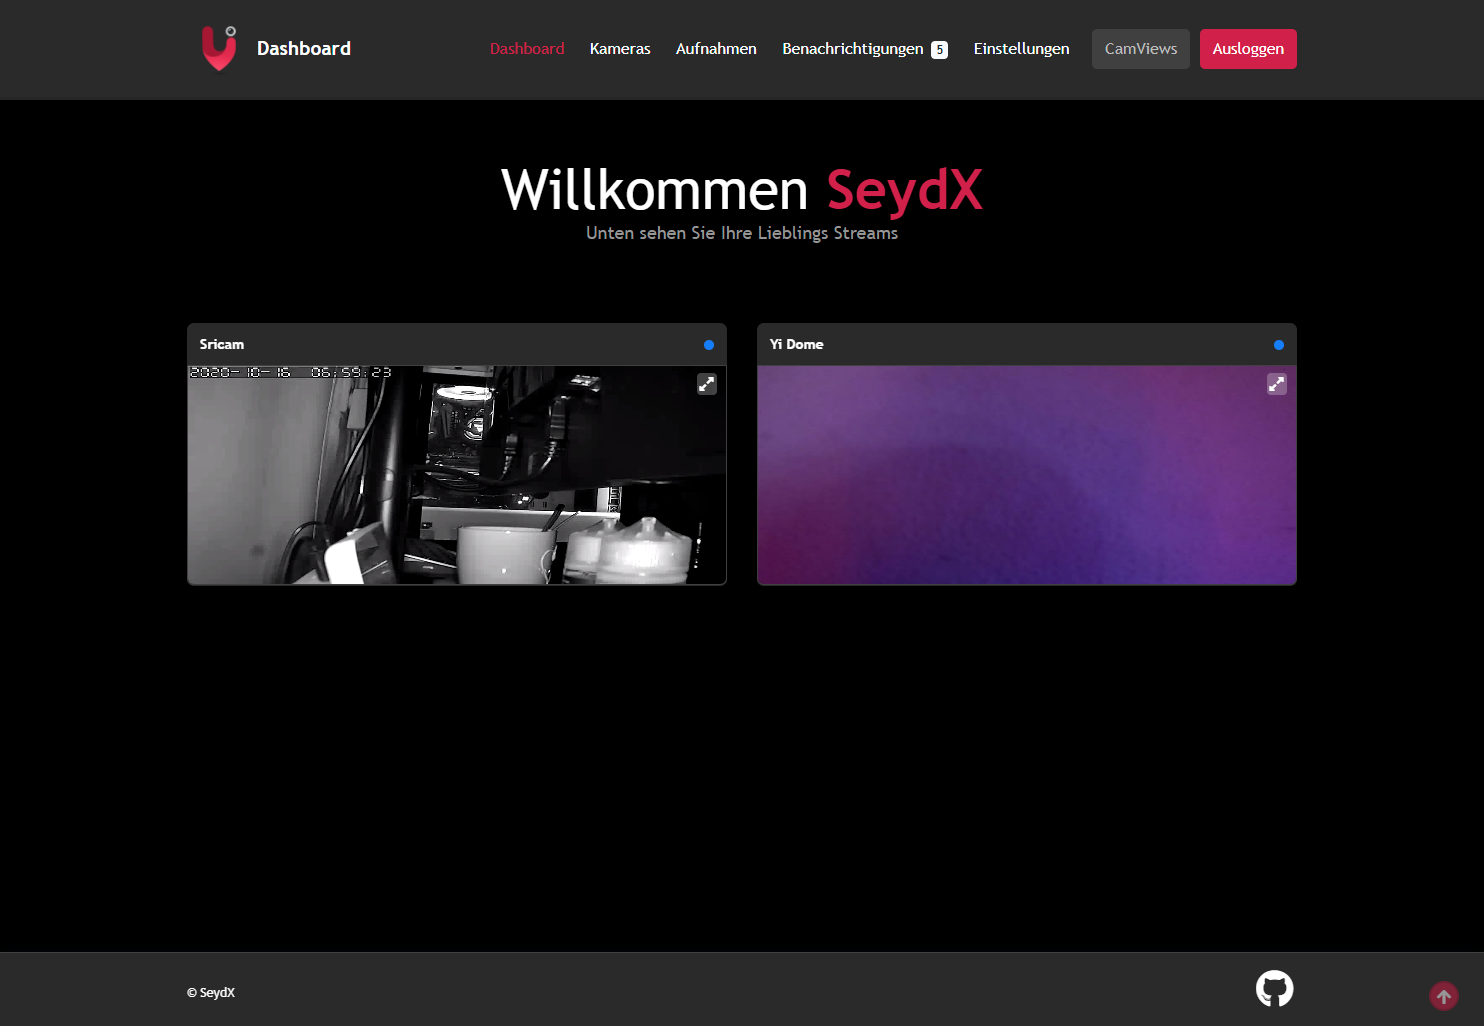 Dashboard
Dashboard Kameras Aufnahmen Benachrichtigungen 5 Einstellungen CamViews Ausloggen
Willkommen SeydX
Unten sehen Sie Ihre Lieblings Streams
Sricam
Yi Dome
2020-10-16 06:59:23
© SeydX